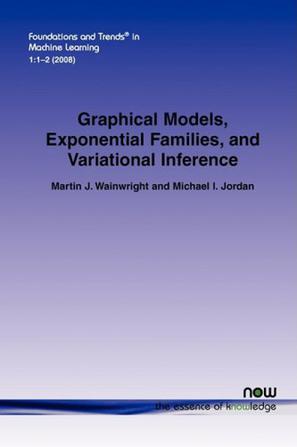 Foundations and Trends® in
Machine Learning
1:1–2 (2008)
Graphical Models,
Exponential Families, and
Variational Inference
Martin J. Wainwright and Michael I. Jordan
now
the essence of knowledge